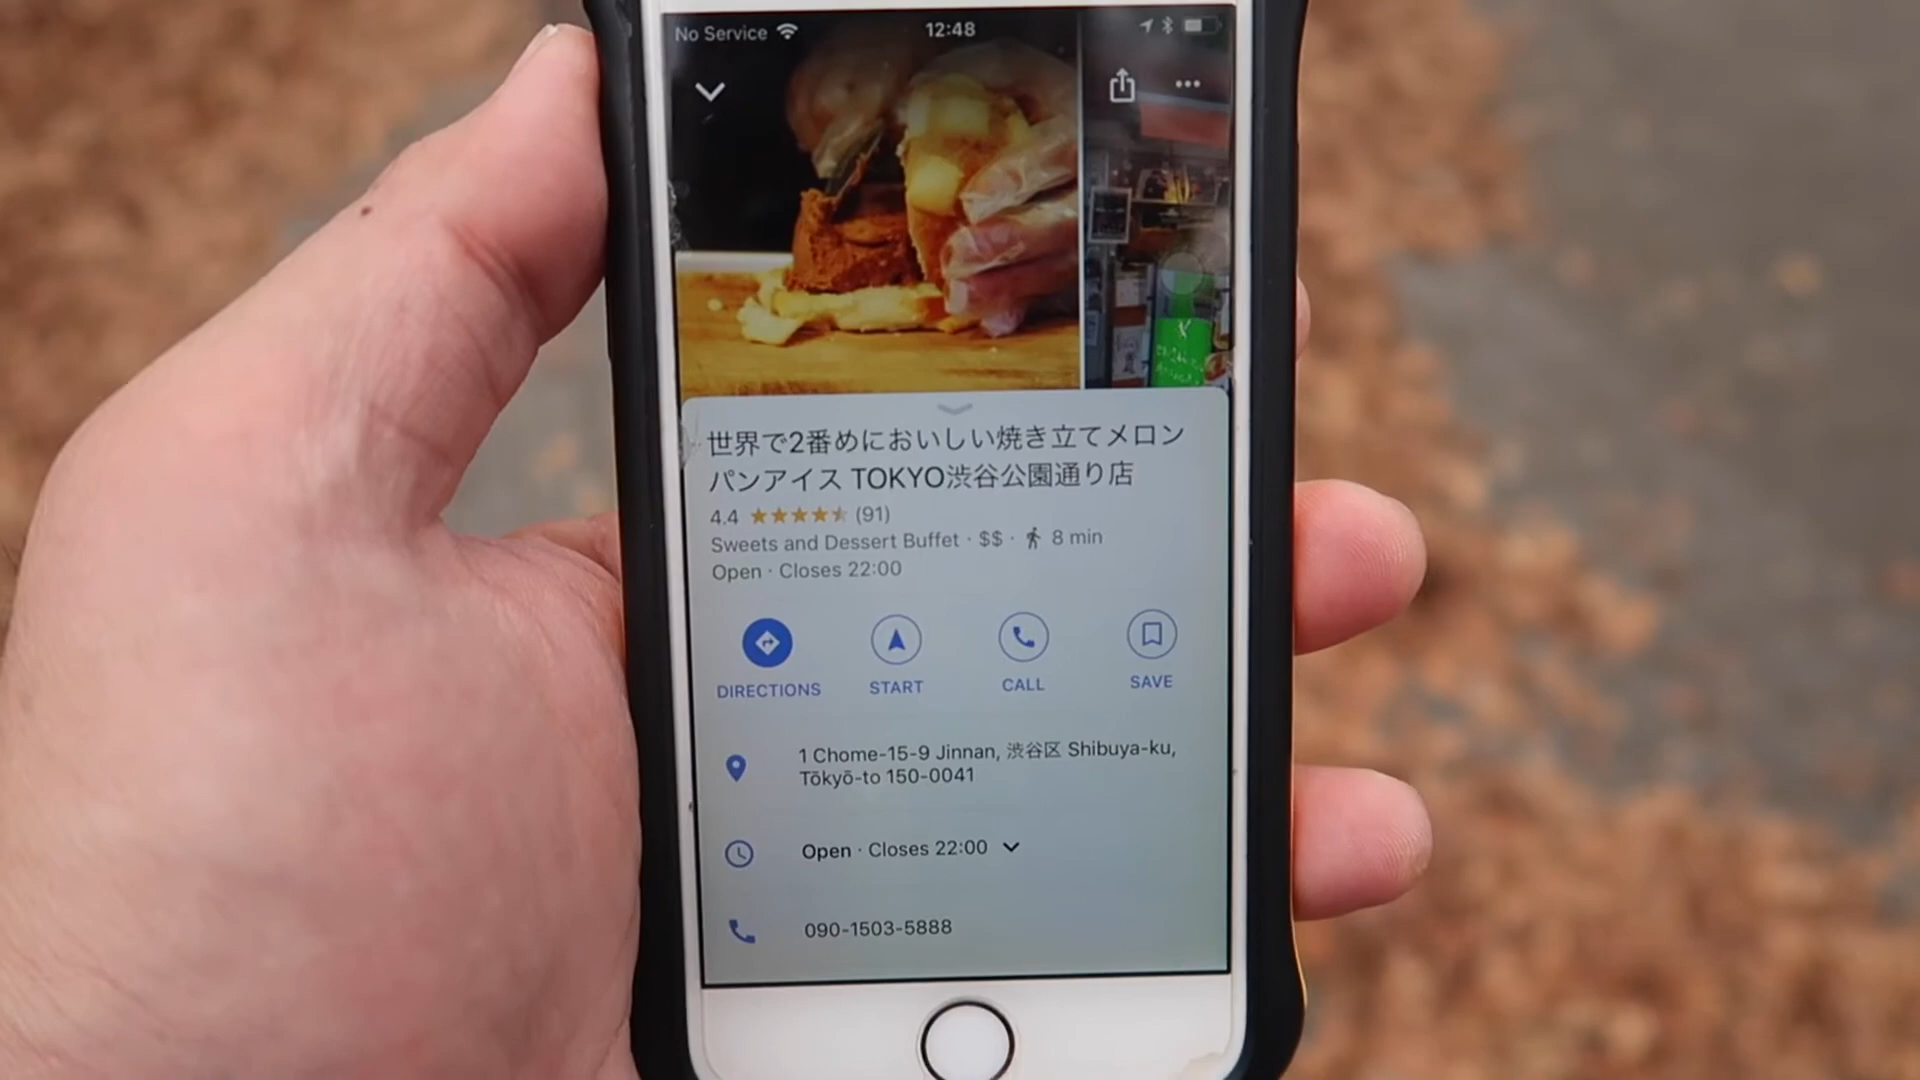 No Service 12:48
世界で2番めにおいしい焼き立てメロン
パンアイス TOKYO渋谷公園通り店
4.4 (91)
Sweets and Dessert Buffet · $$ · 8 min
Open · Closes 22:00
DIRECTIONS START CALL SAVE
1 Chome-15-9 Jinnan, 渋谷区 Shibuya-ku,
Tōkyō-to 150-0041
Open · Closes 22:00
090-1503-5888